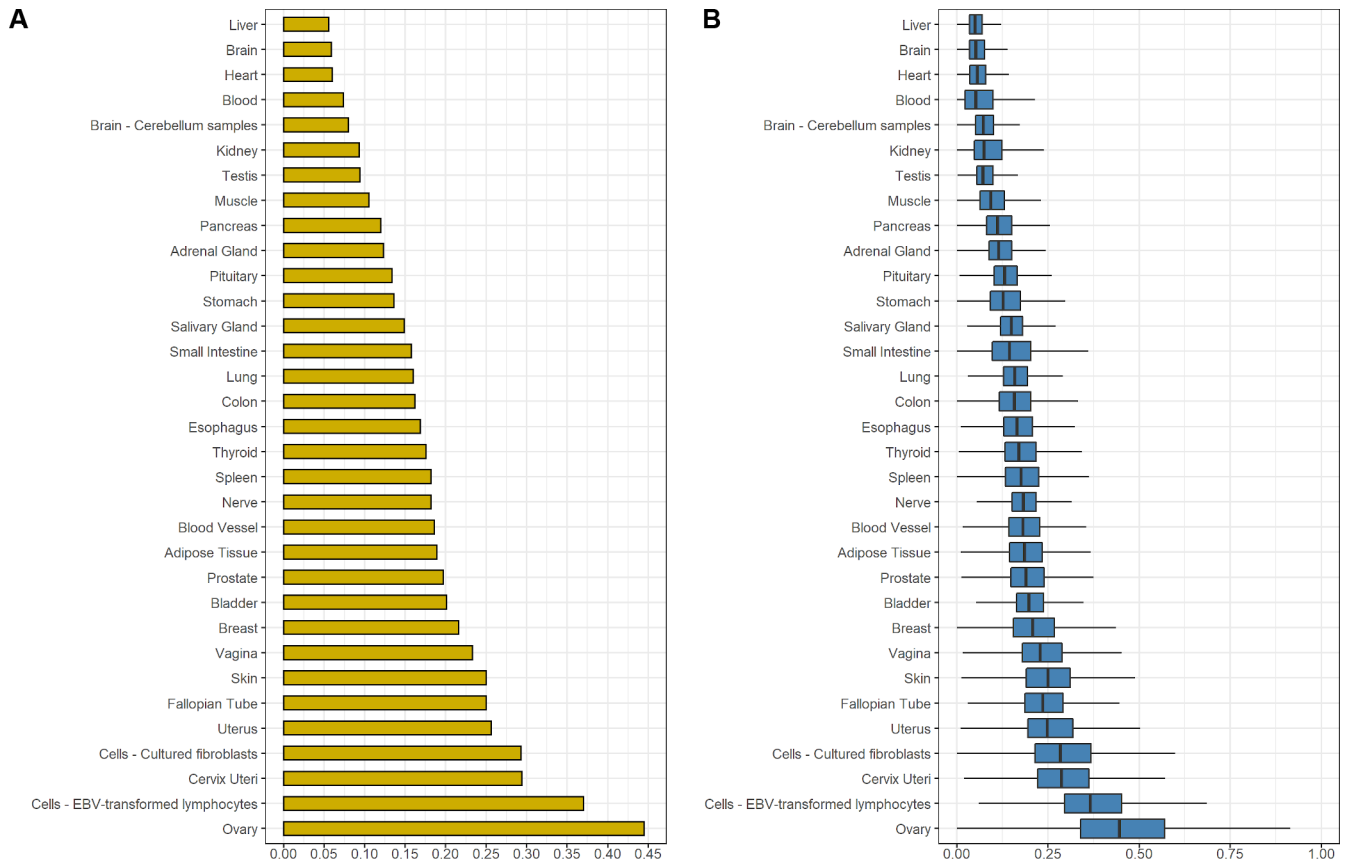 A
Liver
Brain
Heart
Blood
Brain - Cerebellum samples
Kidney
Testis
Muscle
Pancreas
Adrenal Gland
Pituitary
Stomach
Salivary Gland
Small Intestine
Lung
Colon
Esophagus
Thyroid
Spleen
Nerve
Blood Vessel
Adipose Tissue
Prostate
Bladder
Breast
Vagina
Skin
Fallopian Tube
Uterus
Cells - Cultured fibroblasts
Cervix Uteri
Cells - EBV-transformed lymphocytes
Ovary
0.00 0.05 0.10 0.15 0.20 0.25 0.30 0.35 0.40 0.45
B
Liver
Brain
Heart
Blood
Brain - Cerebellum samples
Kidney
Testis
Muscle
Pancreas
Adrenal Gland
Pituitary
Stomach
Salivary Gland
Small Intestine
Lung
Colon
Esophagus
Thyroid
Spleen
Nerve
Blood Vessel
Adipose Tissue
Prostate
Bladder
Breast
Vagina
Skin
Fallopian Tube
Uterus
Cells - Cultured fibroblasts
Cervix Uteri
Cells - EBV-transformed lymphocytes
Ovary
0.00 0.25 0.50 0.75 1.00